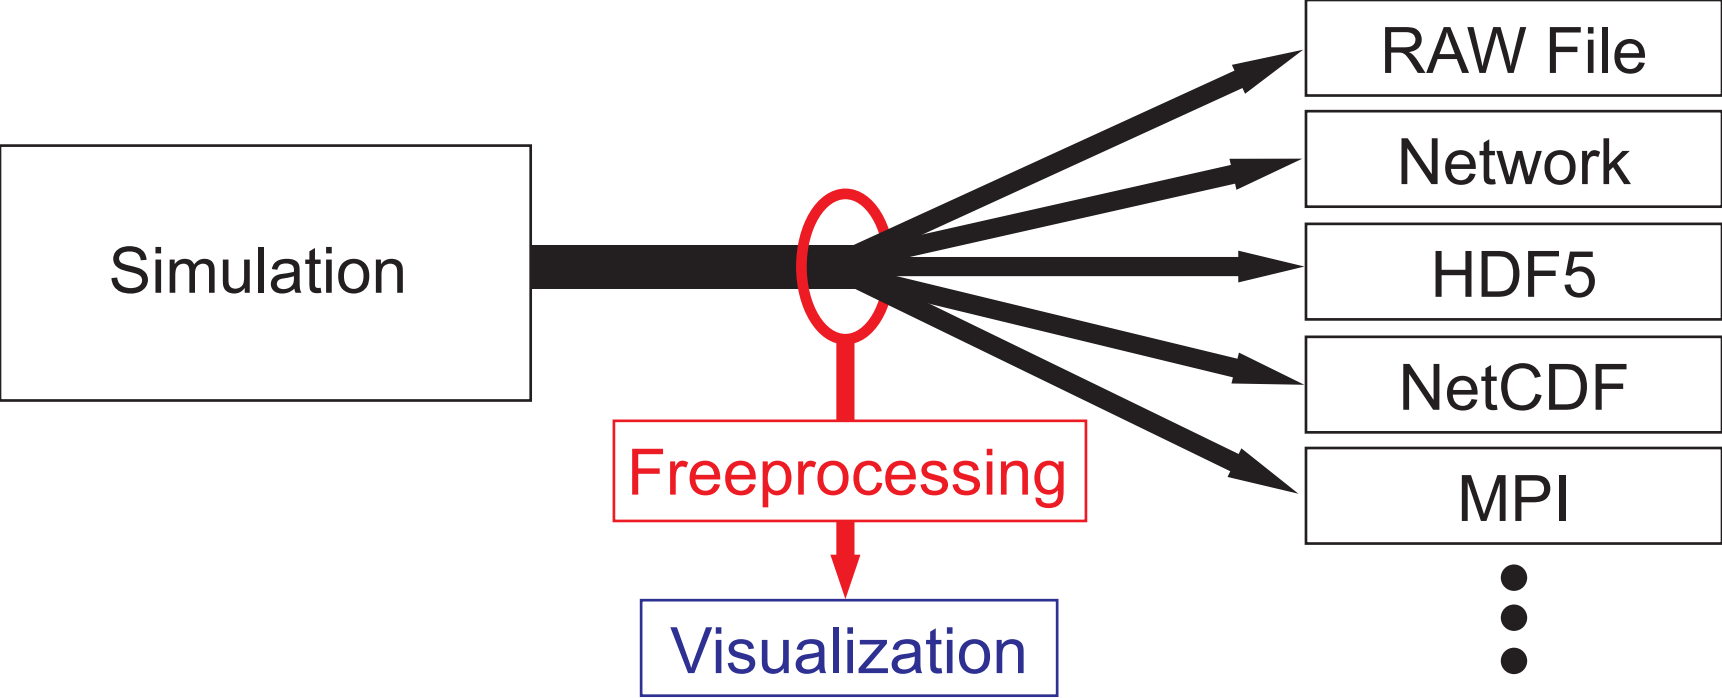 Simulation
RAW File
Network
HDF5
NetCDF
MPI
Freeprocessing
Visualization